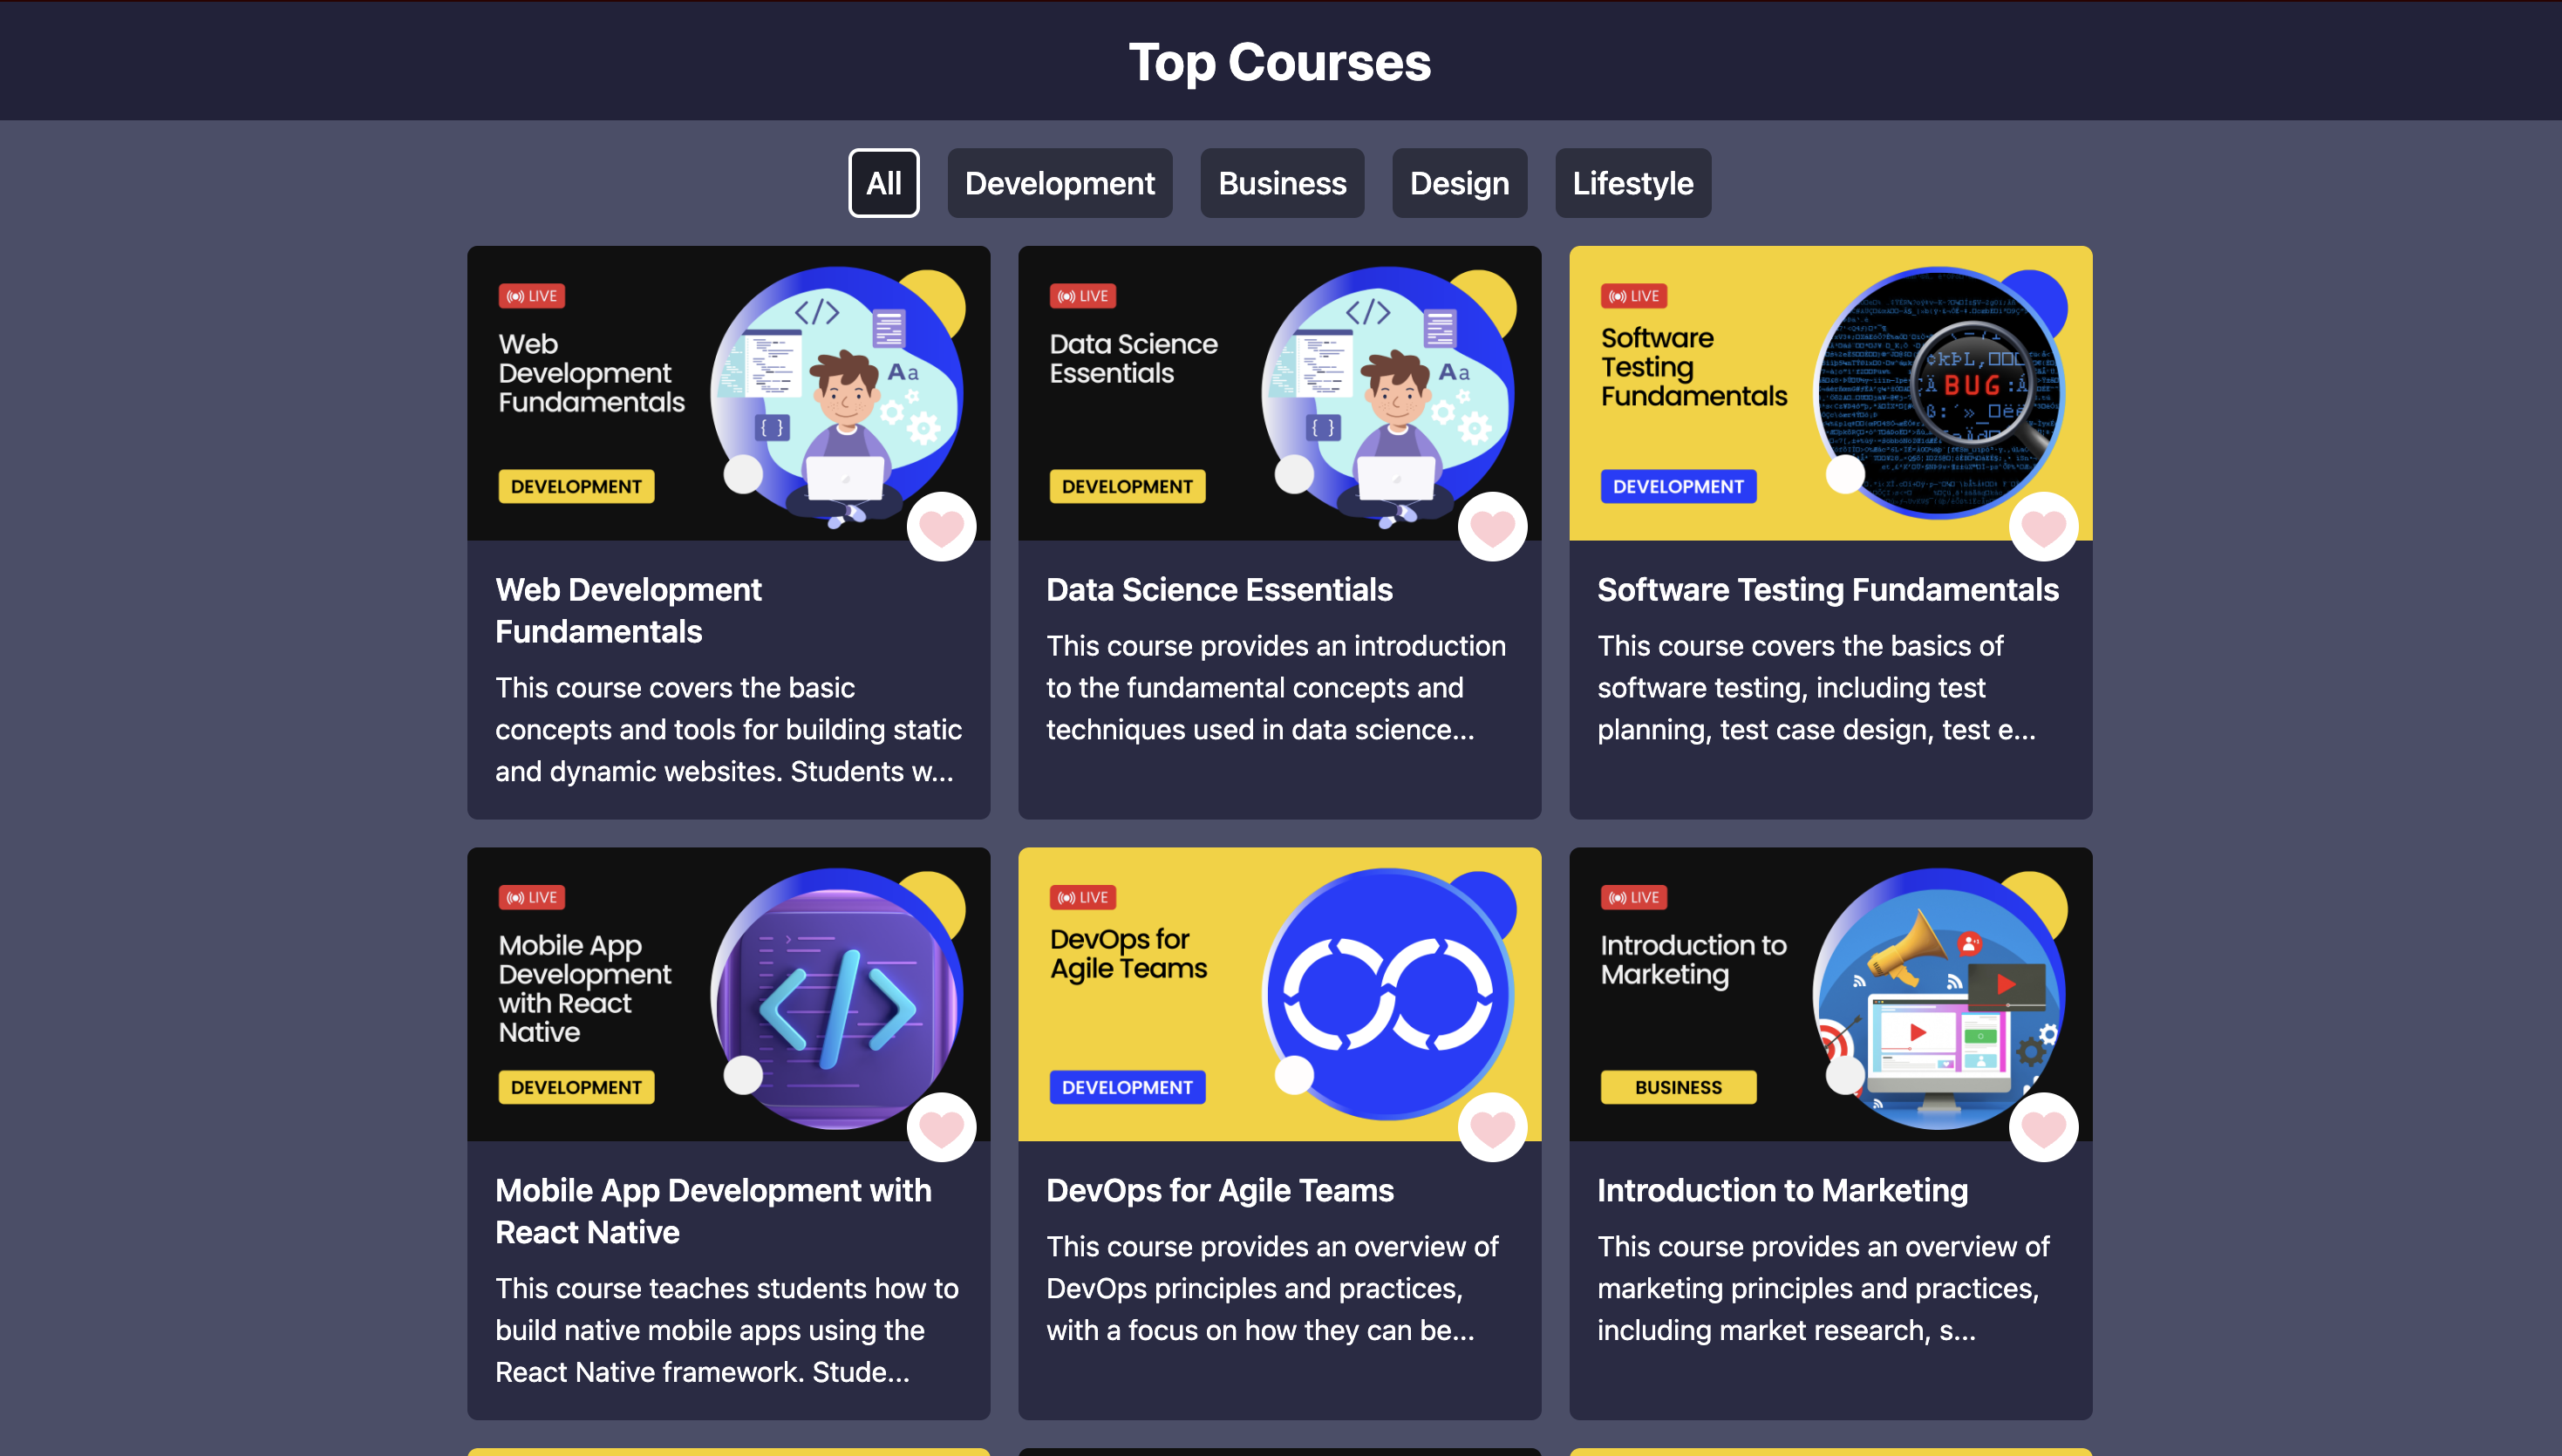 Top Courses
All Development Business Design Lifestyle
LIVE
Web
Development
Fundamentals
DEVELOPMENT
</>
Aa
{ }
LIVE
Data Science
Essentials
DEVELOPMENT
</>
Aa
{ }
LIVE
Software
Testing
Fundamentals
DEVELOPMENT
BUG
Web Development
Fundamentals
This course covers the basic
concepts and tools for building static
and dynamic websites. Students w...
Data Science Essentials
This course provides an introduction
to the fundamental concepts and
techniques used in data science...
Software Testing Fundamentals
This course covers the basics of
software testing, including test
planning, test case design, test e...
LIVE
Mobile App
Development
with React
Native
DEVELOPMENT
</>
LIVE
DevOps for
Agile Teams
DEVELOPMENT
LIVE
Introduction to
Marketing
BUSINESS
Mobile App Development with
React Native
This course teaches students how to
build native mobile apps using the
React Native framework. Stude...
DevOps for Agile Teams
This course provides an overview of
DevOps principles and practices,
with a focus on how they can be...
Introduction to Marketing
This course provides an overview of
marketing principles and practices,
including market research, s...